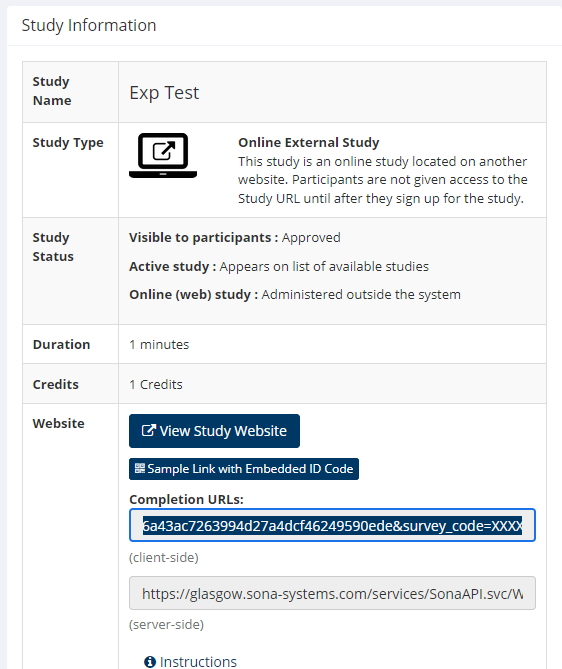 Study Information
Study
Name
Exp Test
Study Type
Online External Study
This study is an online study located on another
website. Participants are not given access to the
Study URL until after they sign up for the study.
Study
Status
Visible to participants : Approved
Active study : Appears on list of available studies
Online (web) study : Administered outside the system
Duration
1 minutes
Credits
1 Credits
Website
View Study Website
Sample Link with Embedded ID Code
Completion URLs:
6a43ac7263994d27a4dcf46249590ede&survey_code=XXXX
(client-side)
https://glasgow.sona-systems.com/services/SonaAPI.svc/W
(server-side)
Instructions